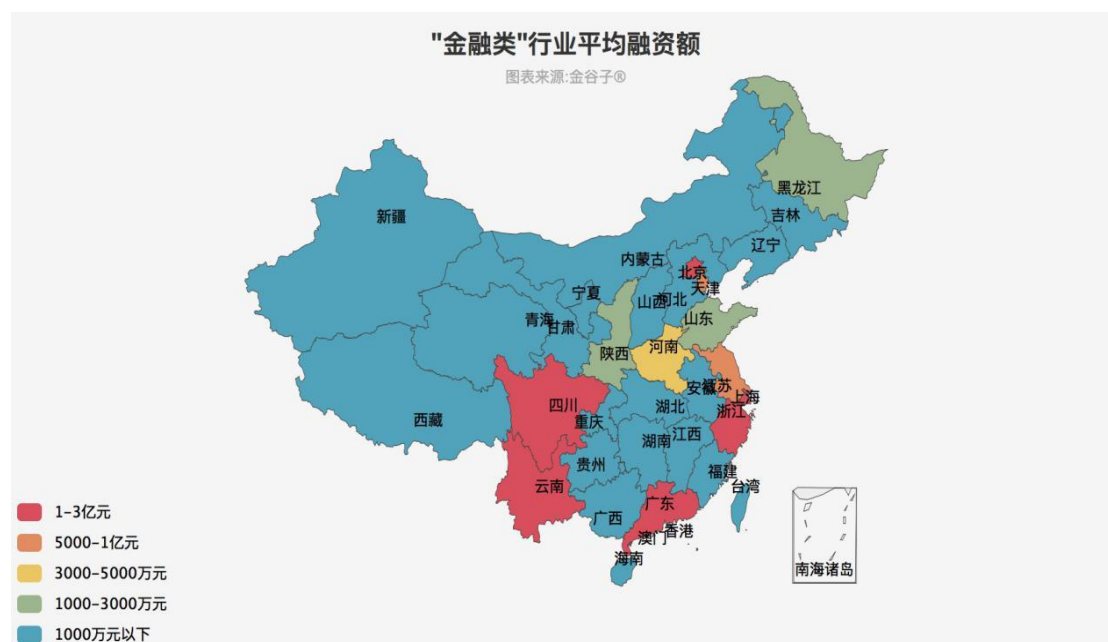 "金融类"行业平均融资额
图表来源:金谷子®
黑龙江
新疆
吉林
辽宁
内蒙古
北京
天津
宁夏
山西
河北
青海
甘肃
山东
陕西
河南
安徽
江苏
上海
四川
湖北
浙江
西藏
重庆
湖南
江西
贵州
福建
云南
台湾
广东
广西
香港
澳门
海南
南海诸岛
1-3亿元
5000-1亿元
3000-5000万元
1000-3000万元
1000万元以下